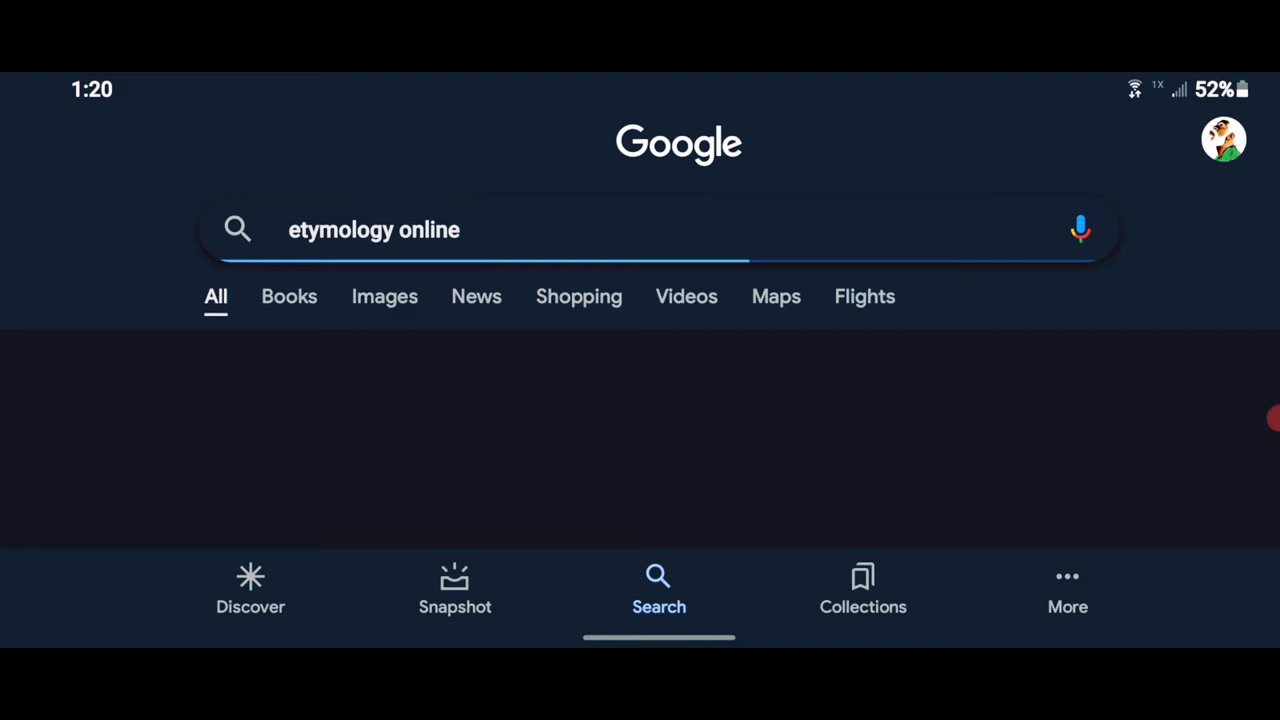 1:20
1X 52%
Google
etymology online
All Books Images News Shopping Videos Maps Flights
Discover Snapshot Search Collections More